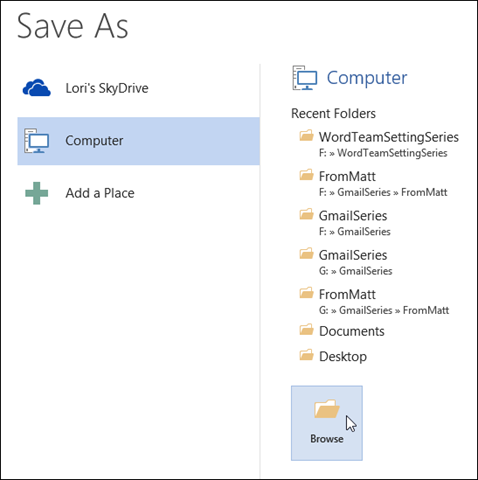 Save As
Lori's SkyDrive
Computer
Add a Place
Computer
Recent Folders
WordTeamSettingSeries
F: » WordTeamSettingSeries
FromMatt
F: » GmailSeries » FromMatt
GmailSeries
F: » GmailSeries
GmailSeries
G: » GmailSeries
FromMatt
G: » GmailSeries » FromMatt
Documents
Desktop
Browse